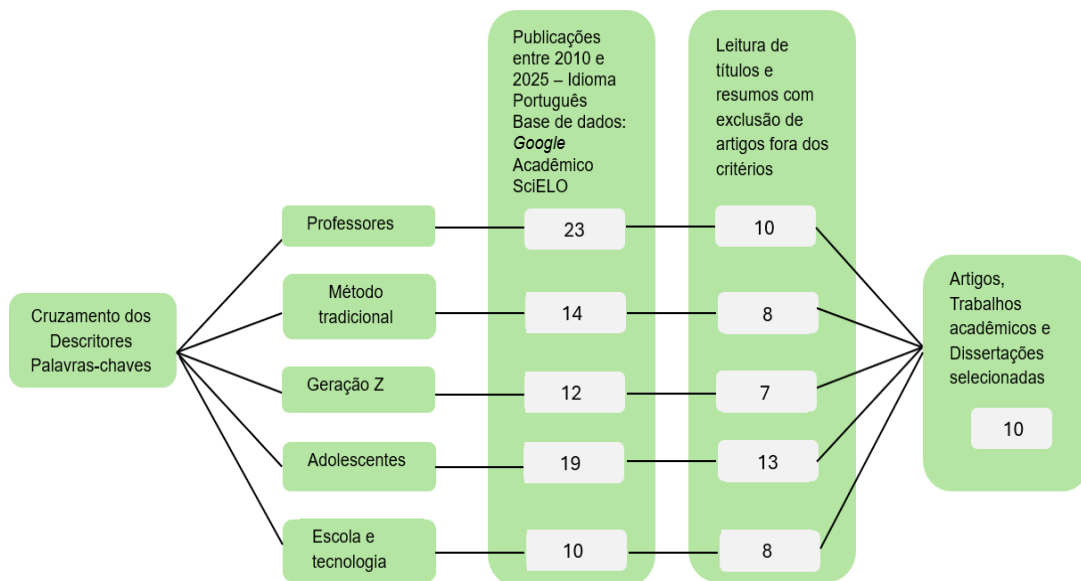 Cruzamento dos
Descritores
Palavras-chaves
Professores
Método
tradicional
Geração Z
Adolescentes
Escola e
tecnologia
Publicações
entre 2010 e
2025 – Idioma
Português
Base de dados:
Google
Acadêmico
SciELO
23
14
12
19
10
Leitura de
títulos e
resumos com
exclusão de
artigos fora dos
critérios
10
8
7
13
8
Artigos,
Trabalhos
acadêmicos e
Dissertações
selecionadas
10